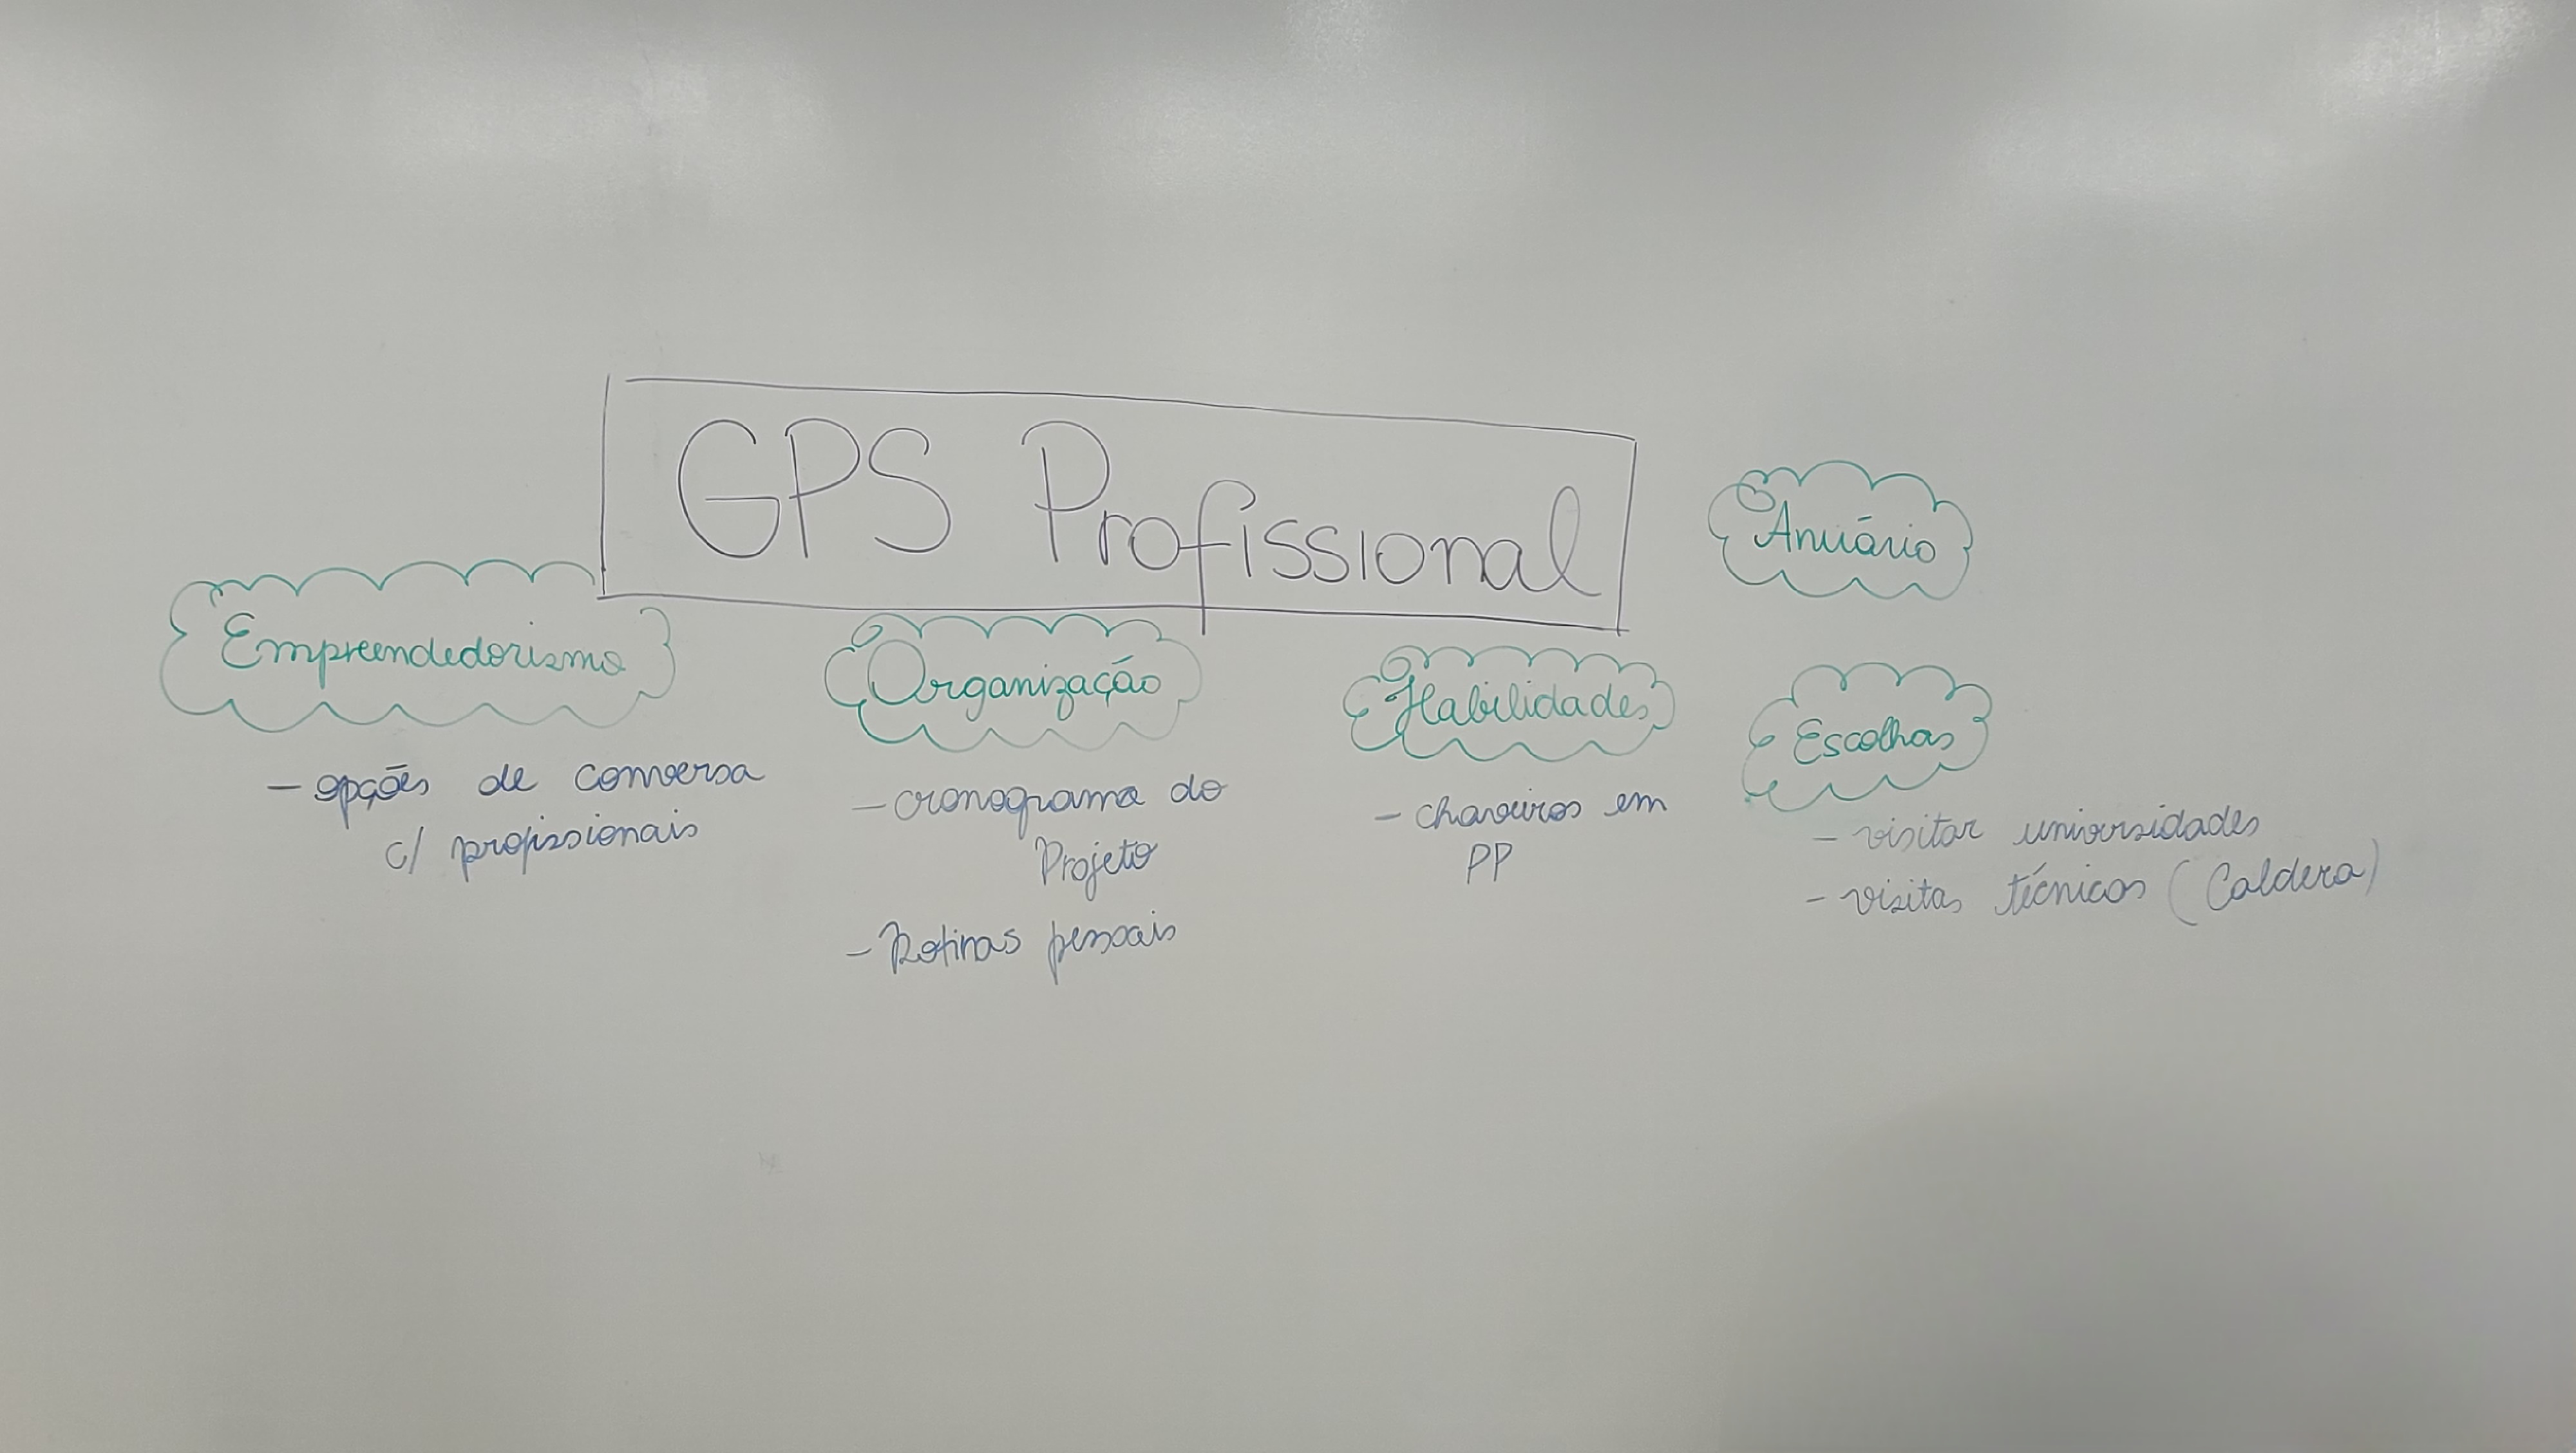 GPS Profissional
Anuário
Empreendedorismo
- opções de conversa
c/ profissionais
Organização
- cronograma do
Projeto
- Rotinas pessoais
Habilidades
- chaveiros em
PP
Escolhas
- visitar universidades
- visitas técnicas (Caldera)